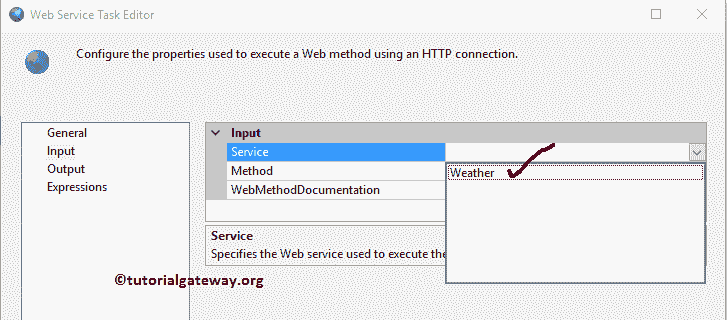 Web Service Task Editor
Configure the properties used to execute a Web method using an HTTP connection.
General
Input
Output
Expressions
Input
Service
Method
WebMethodDocumentation
Weather
Service
Specifies the Web service used to execute the
©tutorialgateway.org